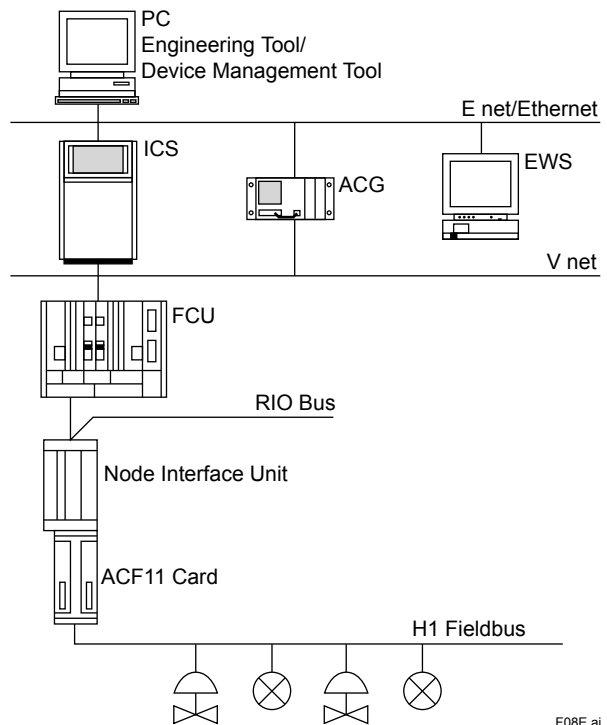 PC
Engineering Tool/
Device Management Tool
E net/Ethernet
ICS
ACG
EWS
V net
FCU
RIO Bus
Node Interface Unit
ACF11 Card
H1 Fieldbus
F08E.ai